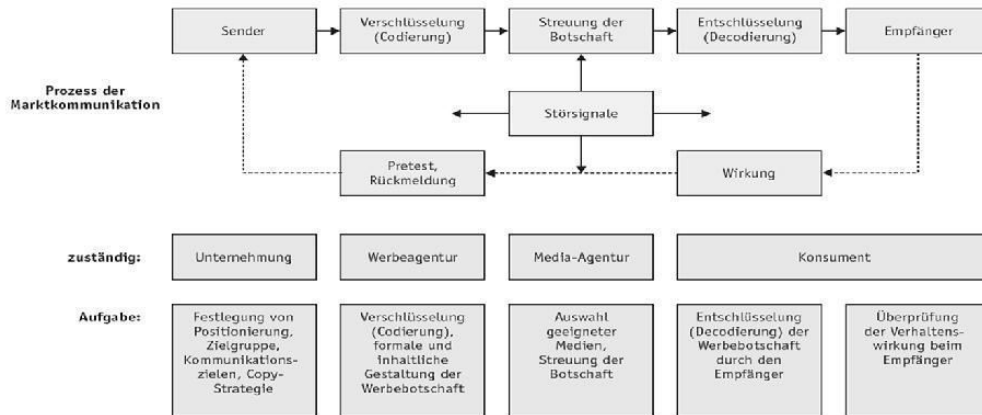 Sender
Verschlüsselung
(Codierung)
Streuung der
Botschaft
Entschlüsselung
(Decodierung)
Empfänger
Prozess der
Marktkommunikation
Störsignale
Pretest,
Rückmeldung
Wirkung
zuständig:
Unternehmung
Werbeagentur
Media-Agentur
Konsument
Aufgabe:
Festlegung von
Positionierung,
Zielgruppe,
Kommunikations-
zielen, Copy-
Strategie
Verschlüsselung
(Codierung),
formale und
inhaltliche
Gestaltung der
Werbebotschaft
Auswahl
geeigneter
Medien,
Streuung der
Botschaft
Entschlüsselung
(Decodierung) der
Werbebotschaft
durch den
Empfänger
Überprüfung
der Verhaltens-
wirkung beim
Empfänger